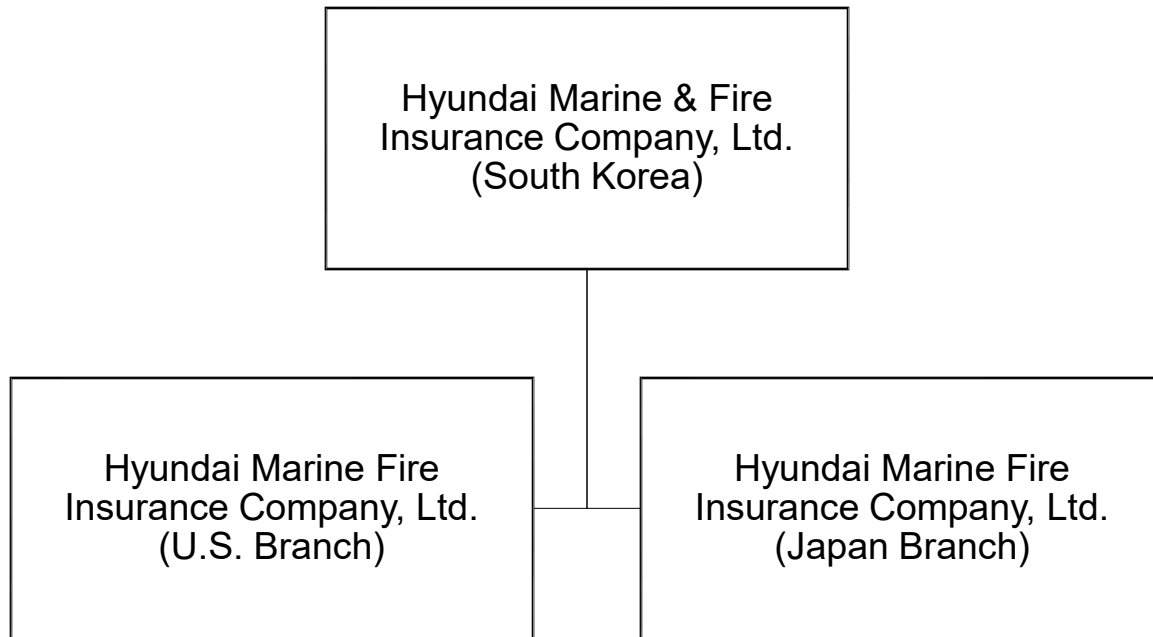 Hyundai Marine & Fire
Insurance Company, Ltd.
(South Korea)
Hyundai Marine Fire
Insurance Company, Ltd.
(U.S. Branch)
Hyundai Marine Fire
Insurance Company, Ltd.
(Japan Branch)